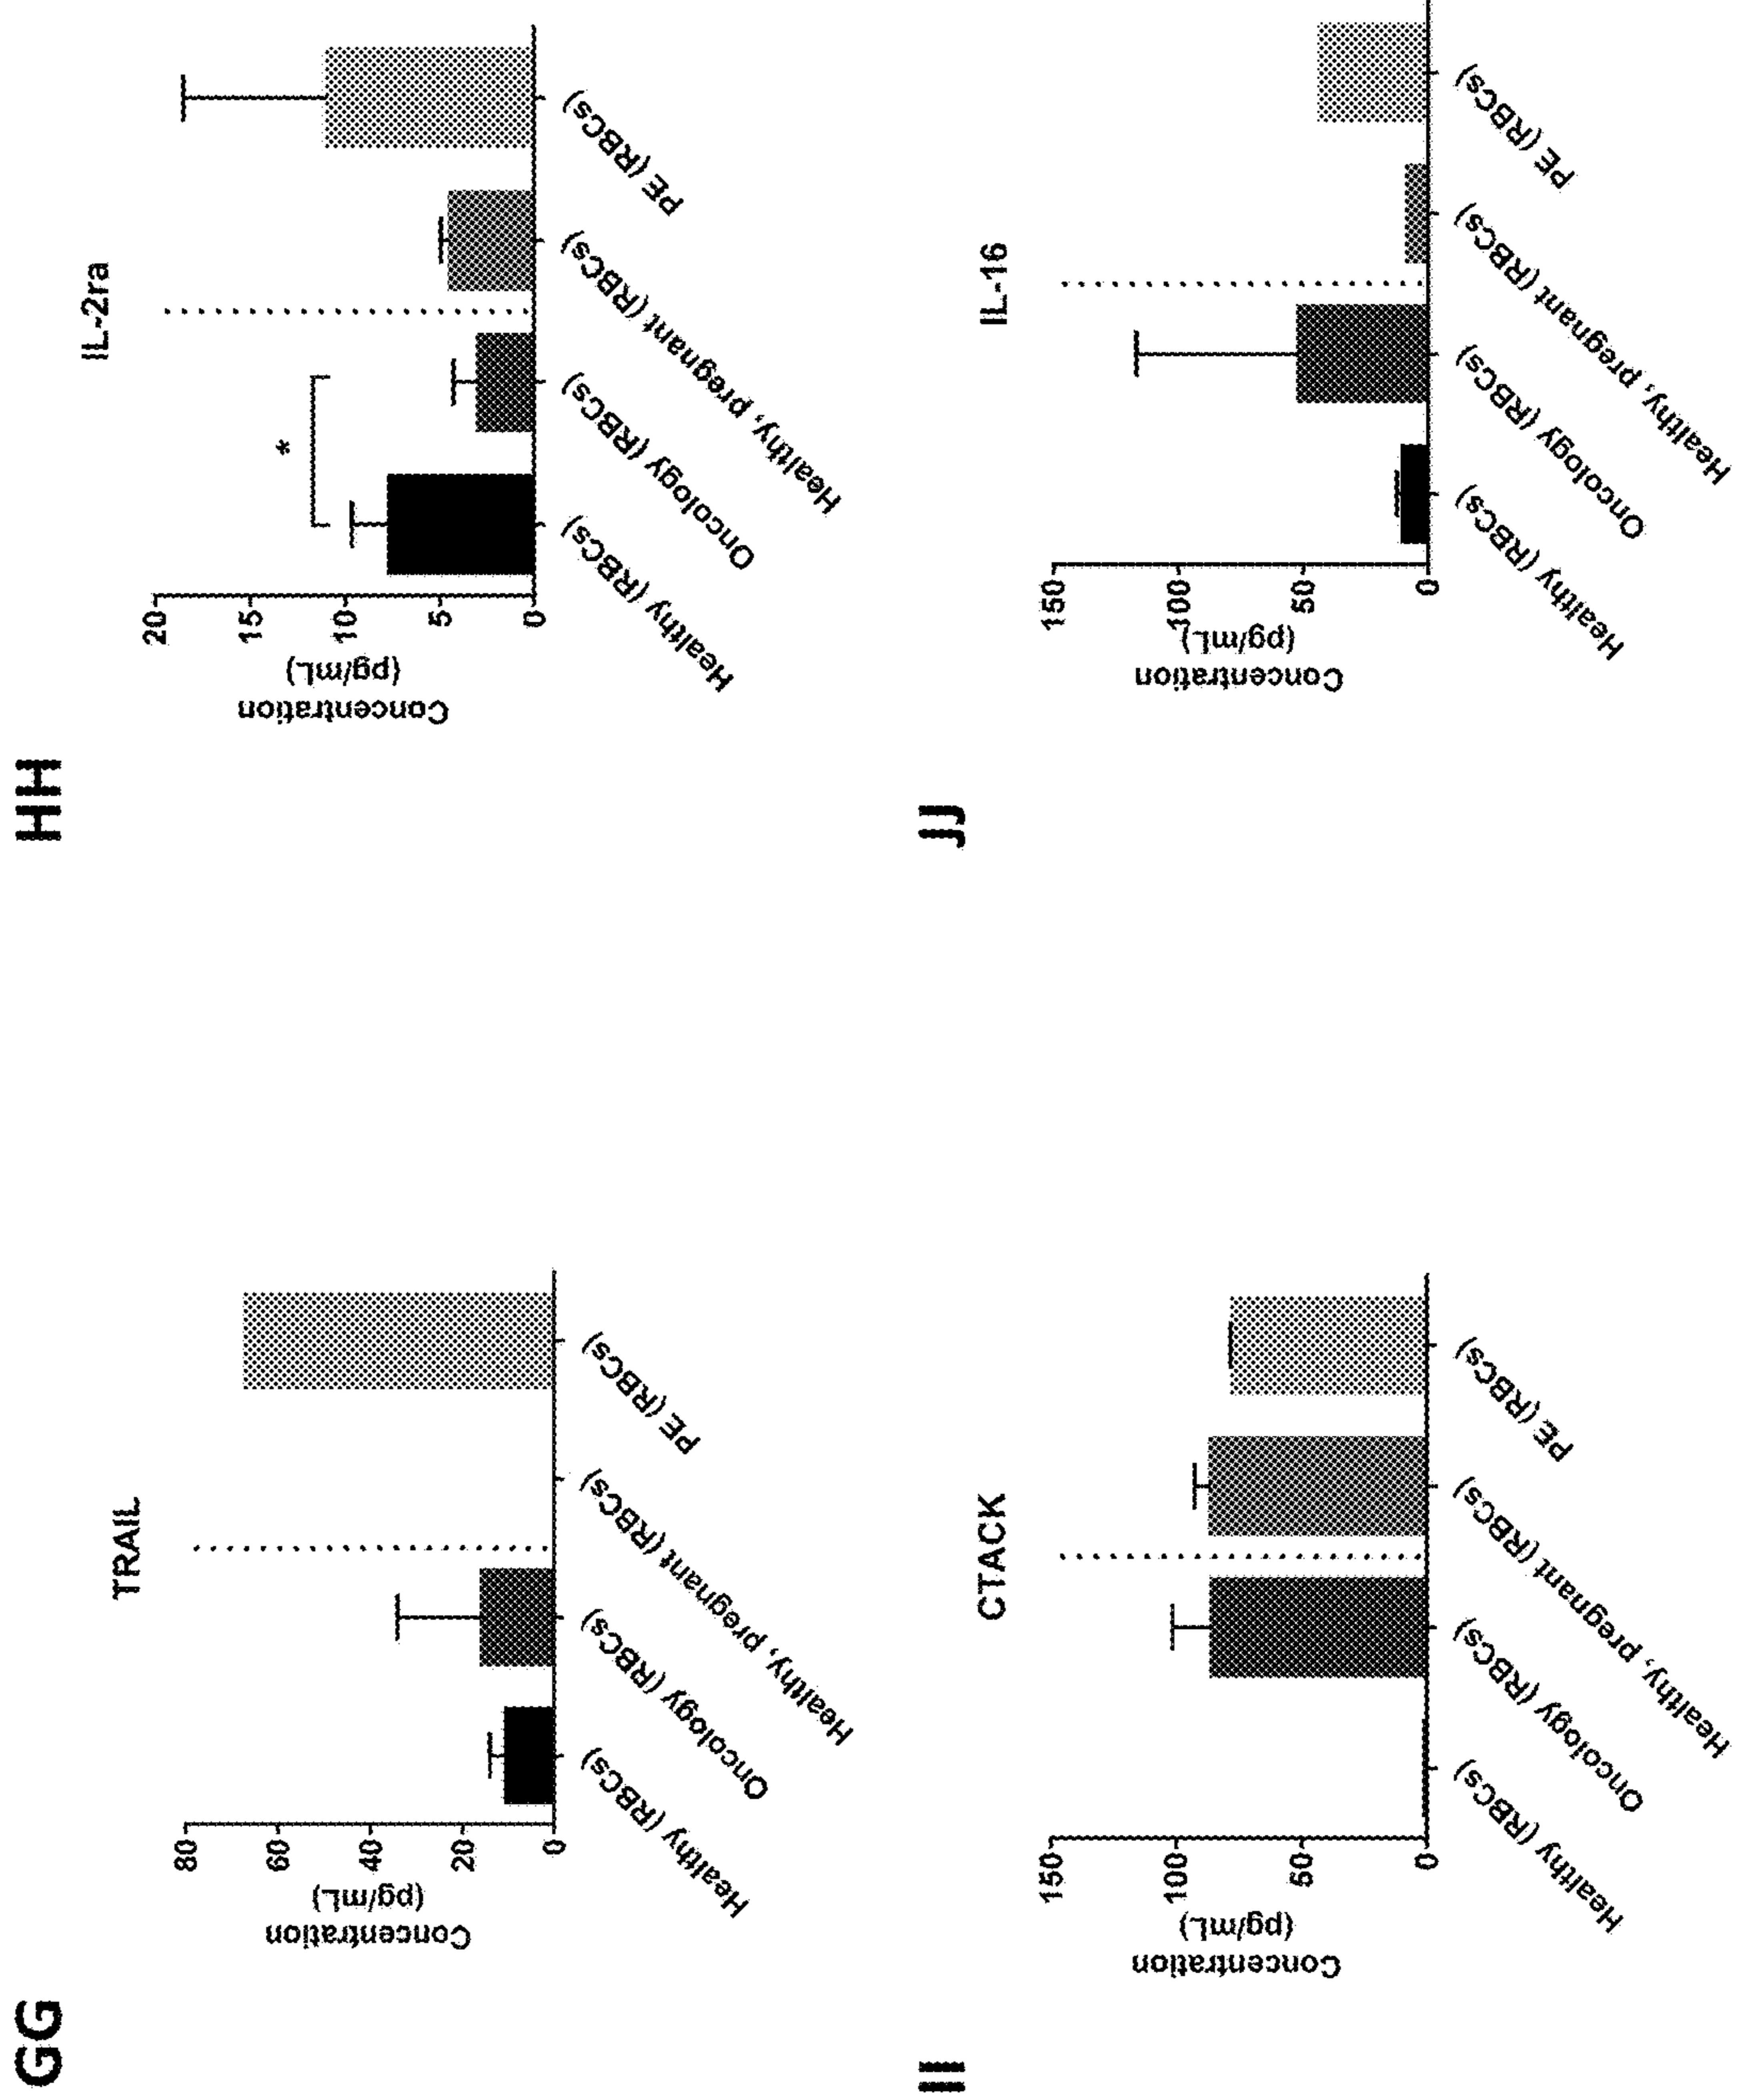 GG
TRAIL
Concentration
(pg/mL)
80
60
40
20
0
Healthy (RBCs)
Oncology (RBCs)
Healthy, pregnant (RBCs)
PE (RBCs)
HH
IL-2ra
Concentration
(pg/mL)
20
15
10
5
0
*
Healthy (RBCs)
Oncology (RBCs)
Healthy, pregnant (RBCs)
PE (RBCs)
II
CTACK
Concentration
(pg/mL)
150
100
50
0
Healthy (RBCs)
Oncology (RBCs)
Healthy, pregnant (RBCs)
PE (RBCs)
JJ
IL-16
Concentration
(pg/mL)
150
100
50
0
Healthy (RBCs)
Oncology (RBCs)
Healthy, pregnant (RBCs)
PE (RBCs)